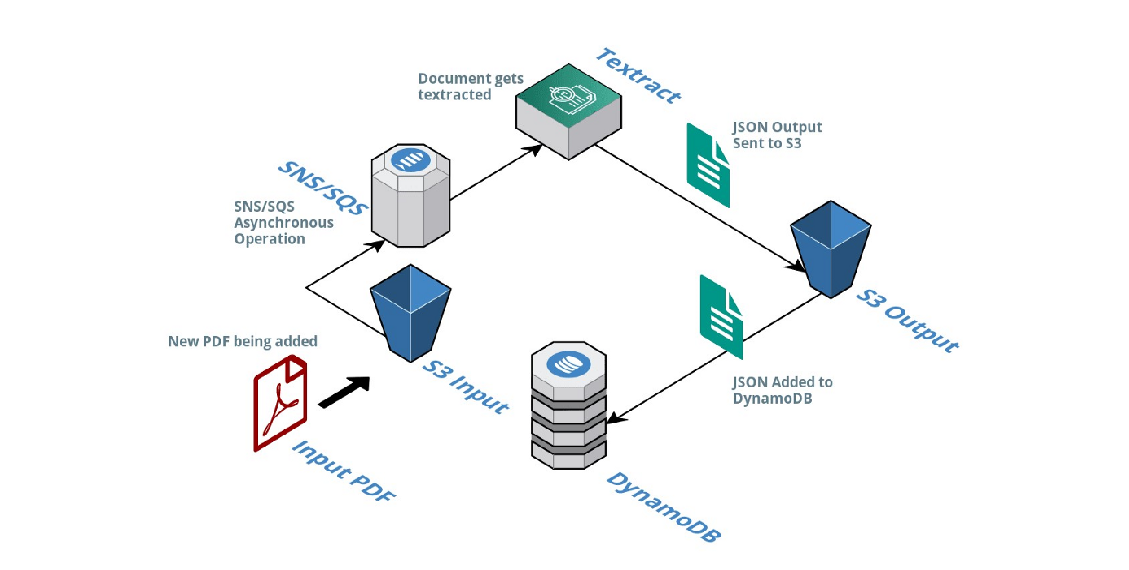 Textract
Document gets
textracted
JSON Output
Sent to S3
SNS/SQS
SNS/SQS
Asynchronous
Operation
S3 Output
New PDF being added
S3 Input
JSON Added to
DynamoDB
Input PDF
DynamoDB